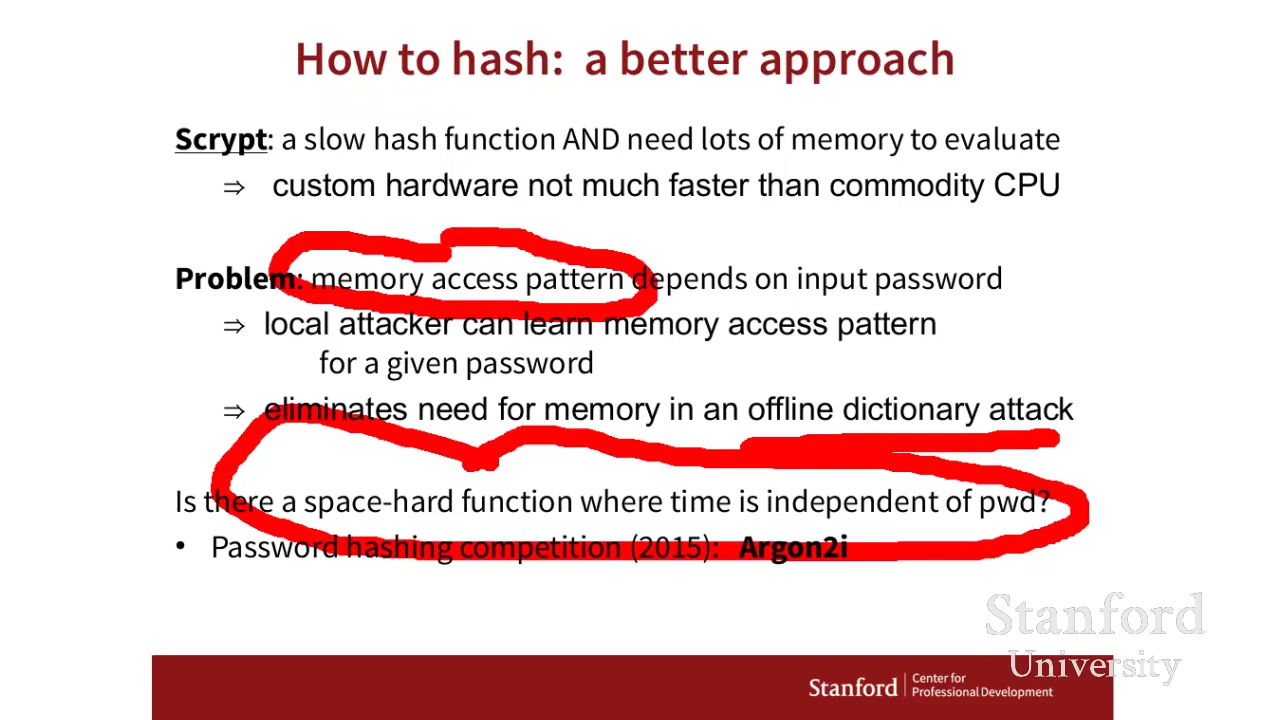 How to hash: a better approach
Scrypt: a slow hash function AND need lots of memory to evaluate
⇒ custom hardware not much faster than commodity CPU
Problem: memory access pattern depends on input password
⇒ local attacker can learn memory access pattern
for a given password
⇒ eliminates need for memory in an offline dictionary attack
Is there a space-hard function where time is independent of pwd?
• Password hashing competition (2015): Argon2i
Stanford
University
Stanford | Center for
Professional Development